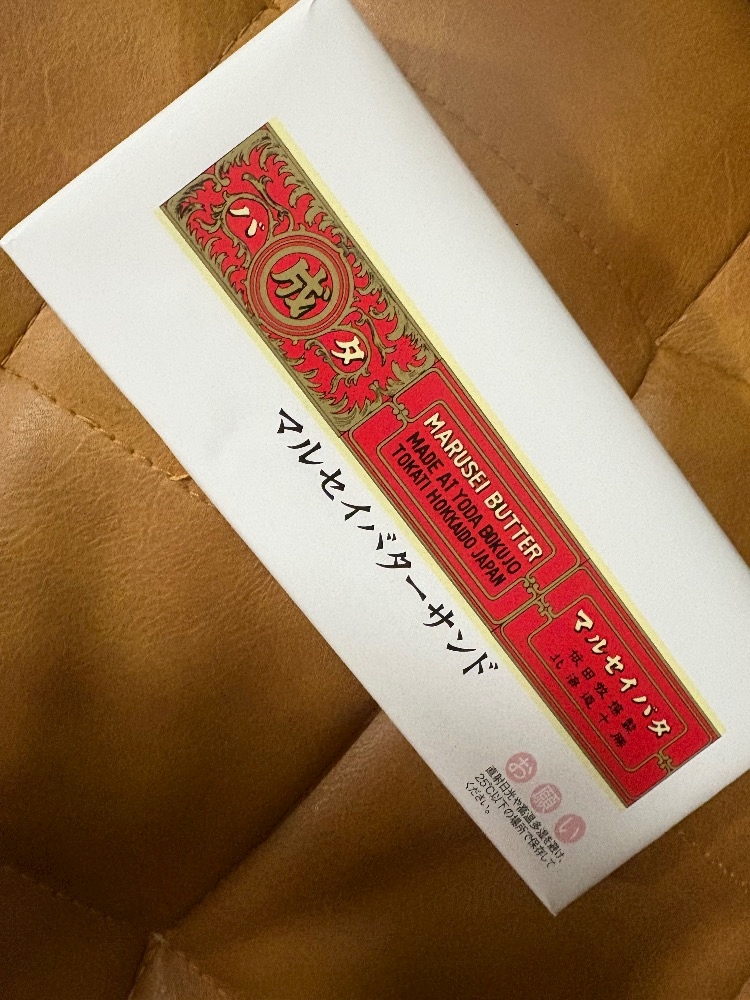 バ
成
タ
MARUSEI BUTTER
MADE AT YODA BOKUJO
TOKATI HOKKAIDO JAPAN
マルセイバタ
依田牧場製
北海道十勝
マルセイバターサンド
お願い
直射日光や高温多湿を避け、
25℃以下の場所で保存して
ください。